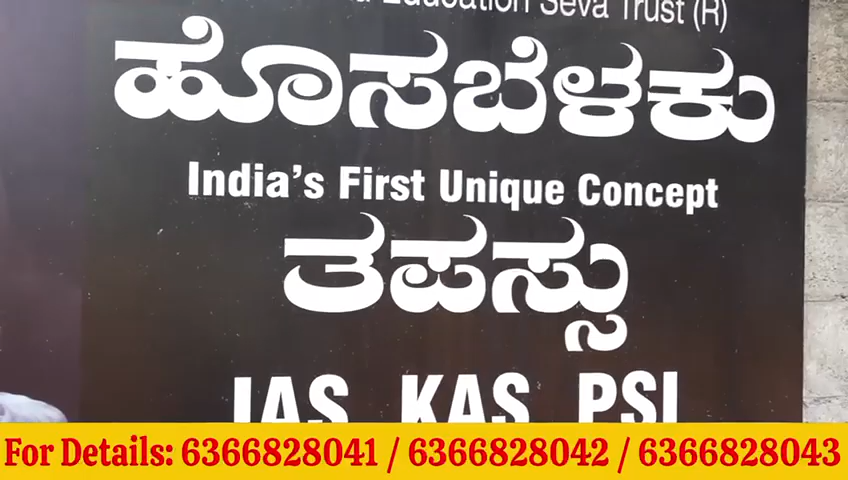 Education Seva Trust (R)
ಹೊಸಬೆಳಕು
India's First Unique Concept
ತಪಸ್ಸು
IAS KAS PSI
For Details: 6366828041 / 6366828042 / 6366828043